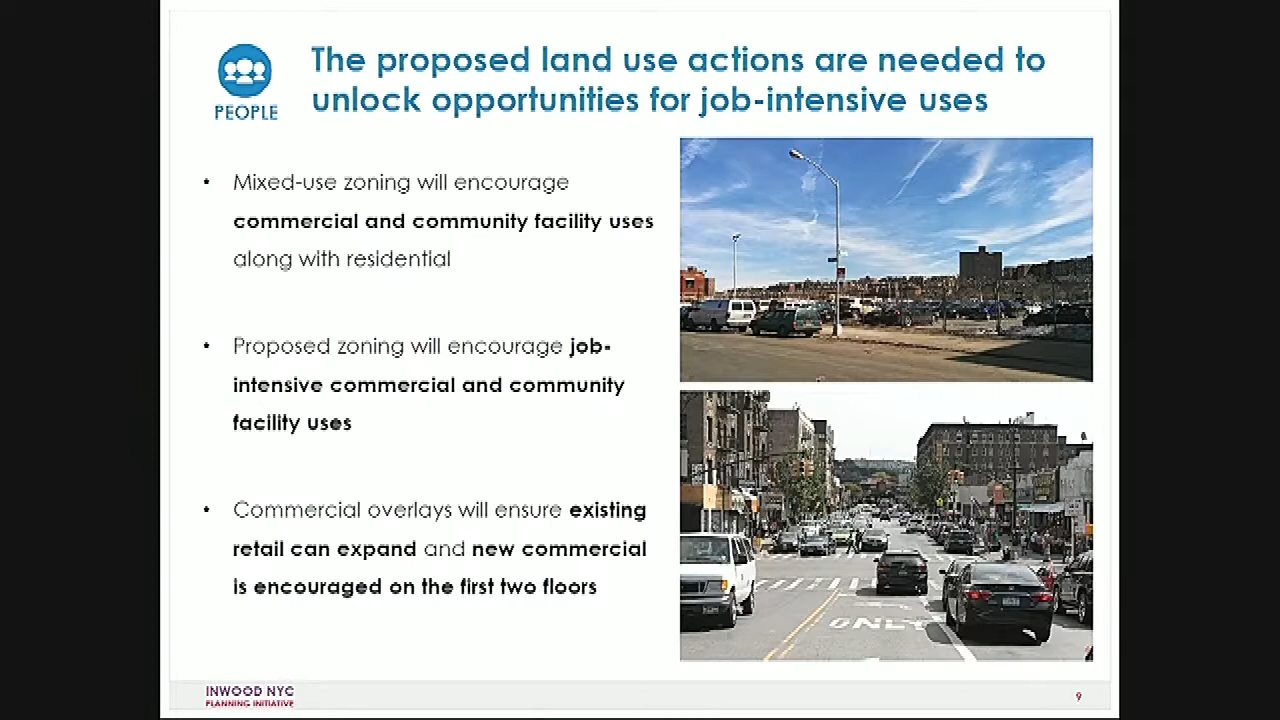 The proposed land use actions are needed to
unlock opportunities for job-intensive uses
PEOPLE
• Mixed-use zoning will encourage
commercial and community facility uses
along with residential
• Proposed zoning will encourage job-
intensive commercial and community
facility uses
• Commercial overlays will ensure existing
retail can expand and new commercial
is encouraged on the first two floors
ONLY
INWOOD NYC
PLANNING INITIATIVE
9